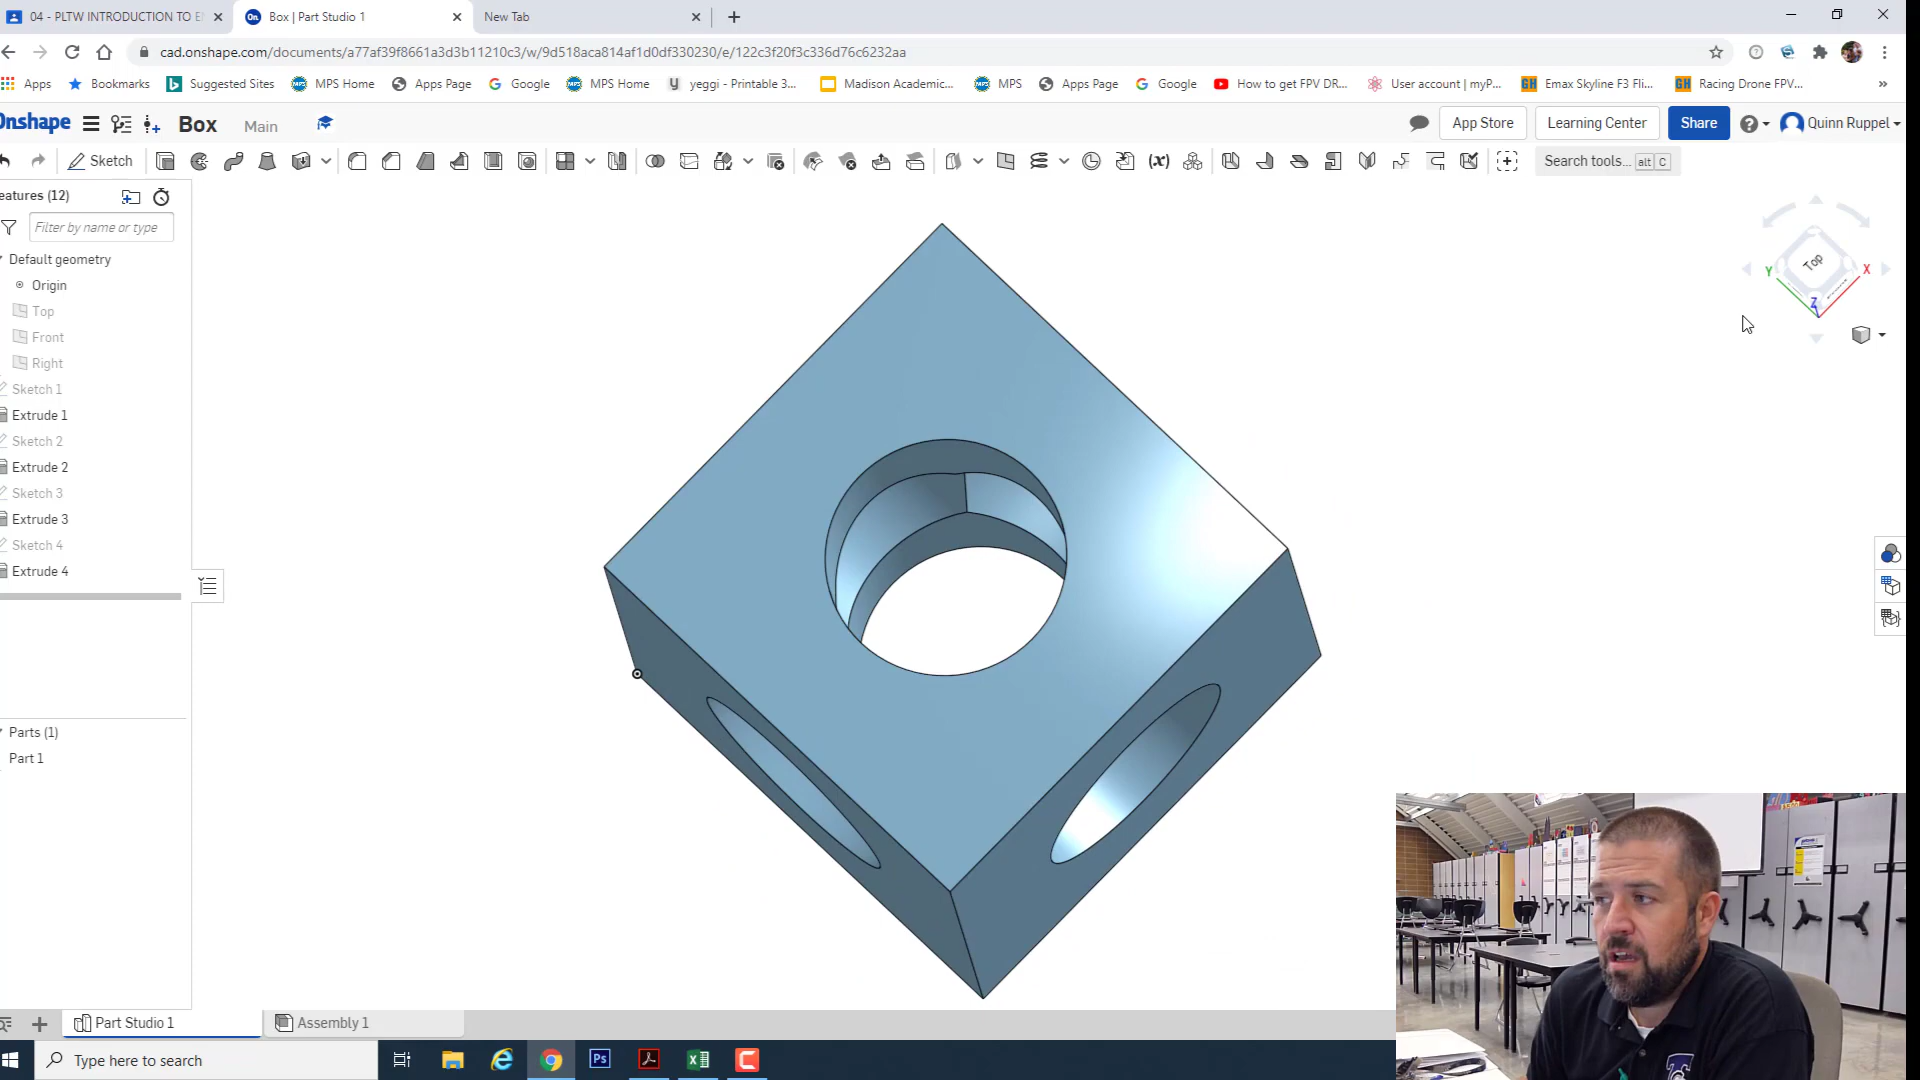 04 - PLTW INTRODUCTION TO E
Box | Part Studio 1
New Tab
cad.onshape.com/documents/a77af39f8661a3d3b11210c3/w/9d518aca814af1d0df330230/e/122c3f20f3c336d76c6232aa
Apps
Bookmarks
Suggested Sites
MPS Home
Apps Page
Google
MPS Home
yeggi - Printable 3...
Madison Academic...
MPS
Apps Page
Google
How to get FPV DR...
User account | myP...
Emax Skyline F3 Fli...
Racing Drone FPV...
Onshape
Box
Main
App Store
Learning Center
Share
Quinn Ruppel
Sketch
Search tools... alt C
eatures (12)
Filter by name or type
Default geometry
Origin
Top
Front
Right
Sketch 1
Extrude 1
Sketch 2
Extrude 2
Sketch 3
Extrude 3
Sketch 4
Extrude 4
Parts (1)
Part 1
Top
Y
X
Z
Part Studio 1
Assembly 1
Type here to search